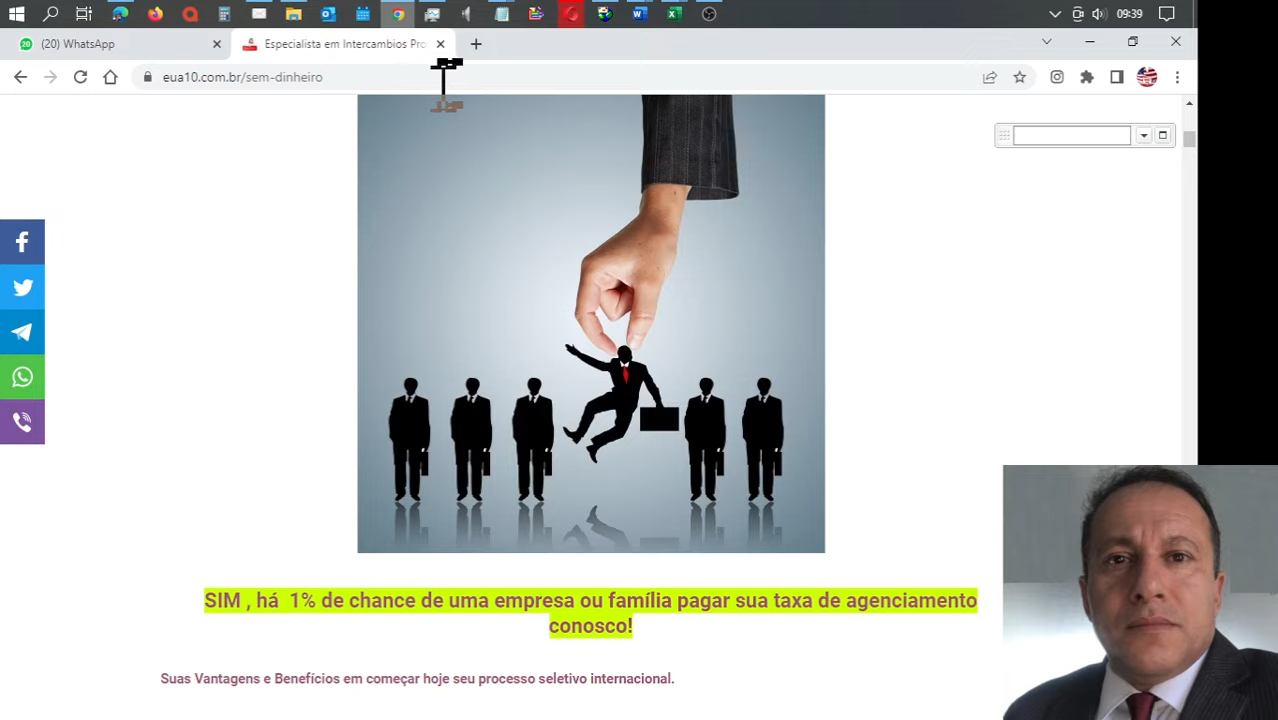 09:39
(20) WhatsApp
Especialista em Intercambios Pro
eua10.com.br/sem-dinheiro
SIM , há 1% de chance de uma empresa ou família pagar sua taxa de agenciamento
conosco!
Suas Vantagens e Benefícios em começar hoje seu processo seletivo internacional.